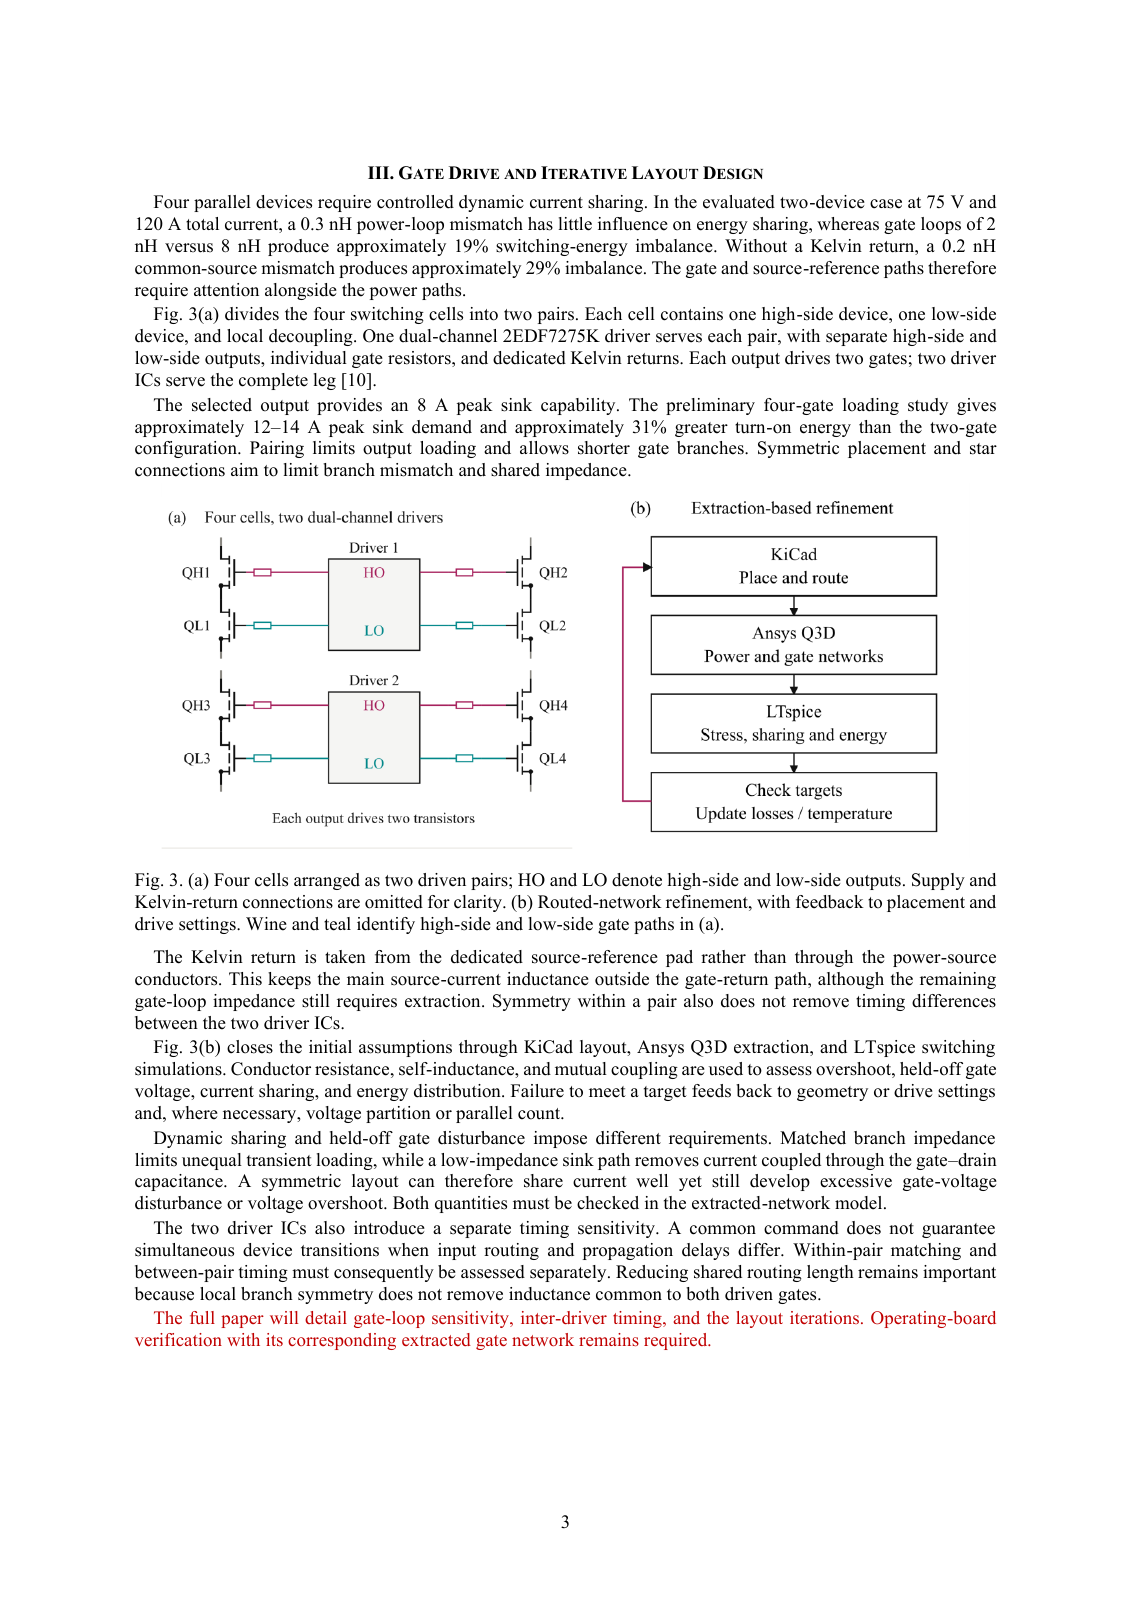 III. GATE DRIVE AND ITERATIVE LAYOUT DESIGN
Four parallel devices require controlled dynamic current sharing. In the evaluated two-device case at 75 V and
120 A total current, a 0.3 nH power-loop mismatch has little influence on energy sharing, whereas gate loops of 2
nH versus 8 nH produce approximately 19% switching-energy imbalance. Without a Kelvin return, a 0.2 nH
common-source mismatch produces approximately 29% imbalance. The gate and source-reference paths therefore
require attention alongside the power paths.
Fig. 3(a) divides the four switching cells into two pairs. Each cell contains one high-side device, one low-side
device, and local decoupling. One dual-channel 2EDF7275K driver serves each pair, with separate high-side and
low-side outputs, individual gate resistors, and dedicated Kelvin returns. Each output drives two gates; two driver
ICs serve the complete leg [10].
The selected output provides an 8 A peak sink capability. The preliminary four-gate loading study gives
approximately 12–14 A peak sink demand and approximately 31% greater turn-on energy than the two-gate
configuration. Pairing limits output loading and allows shorter gate branches. Symmetric placement and star
connections aim to limit branch mismatch and shared impedance.
(a) Four cells, two dual-channel drivers
Driver 1
QH1 HO QH2
QL1 LO QL2
Driver 2
QH3 HO QH4
QL3 LO QL4
Each output drives two transistors
(b) Extraction-based refinement
KiCad
Place and route
Ansys Q3D
Power and gate networks
LTspice
Stress, sharing and energy
Check targets
Update losses / temperature
Fig. 3. (a) Four cells arranged as two driven pairs; HO and LO denote high-side and low-side outputs. Supply and
Kelvin-return connections are omitted for clarity. (b) Routed-network refinement, with feedback to placement and
drive settings. Wine and teal identify high-side and low-side gate paths in (a).
The Kelvin return is taken from the dedicated source-reference pad rather than through the power-source
conductors. This keeps the main source-current inductance outside the gate-return path, although the remaining
gate-loop impedance still requires extraction. Symmetry within a pair also does not remove timing differences
between the two driver ICs.
Fig. 3(b) closes the initial assumptions through KiCad layout, Ansys Q3D extraction, and LTspice switching
simulations. Conductor resistance, self-inductance, and mutual coupling are used to assess overshoot, held-off gate
voltage, current sharing, and energy distribution. Failure to meet a target feeds back to geometry or drive settings
and, where necessary, voltage partition or parallel count.
Dynamic sharing and held-off gate disturbance impose different requirements. Matched branch impedance
limits unequal transient loading, while a low-impedance sink path removes current coupled through the gate–drain
capacitance. A symmetric layout can therefore share current well yet still develop excessive gate-voltage
disturbance or voltage overshoot. Both quantities must be checked in the extracted-network model.
The two driver ICs also introduce a separate timing sensitivity. A common command does not guarantee
simultaneous device transitions when input routing and propagation delays differ. Within-pair matching and
between-pair timing must consequently be assessed separately. Reducing shared routing length remains important
because local branch symmetry does not remove inductance common to both driven gates.
The full paper will detail gate-loop sensitivity, inter-driver timing, and the layout iterations. Operating-board
verification with its corresponding extracted gate network remains required.
3